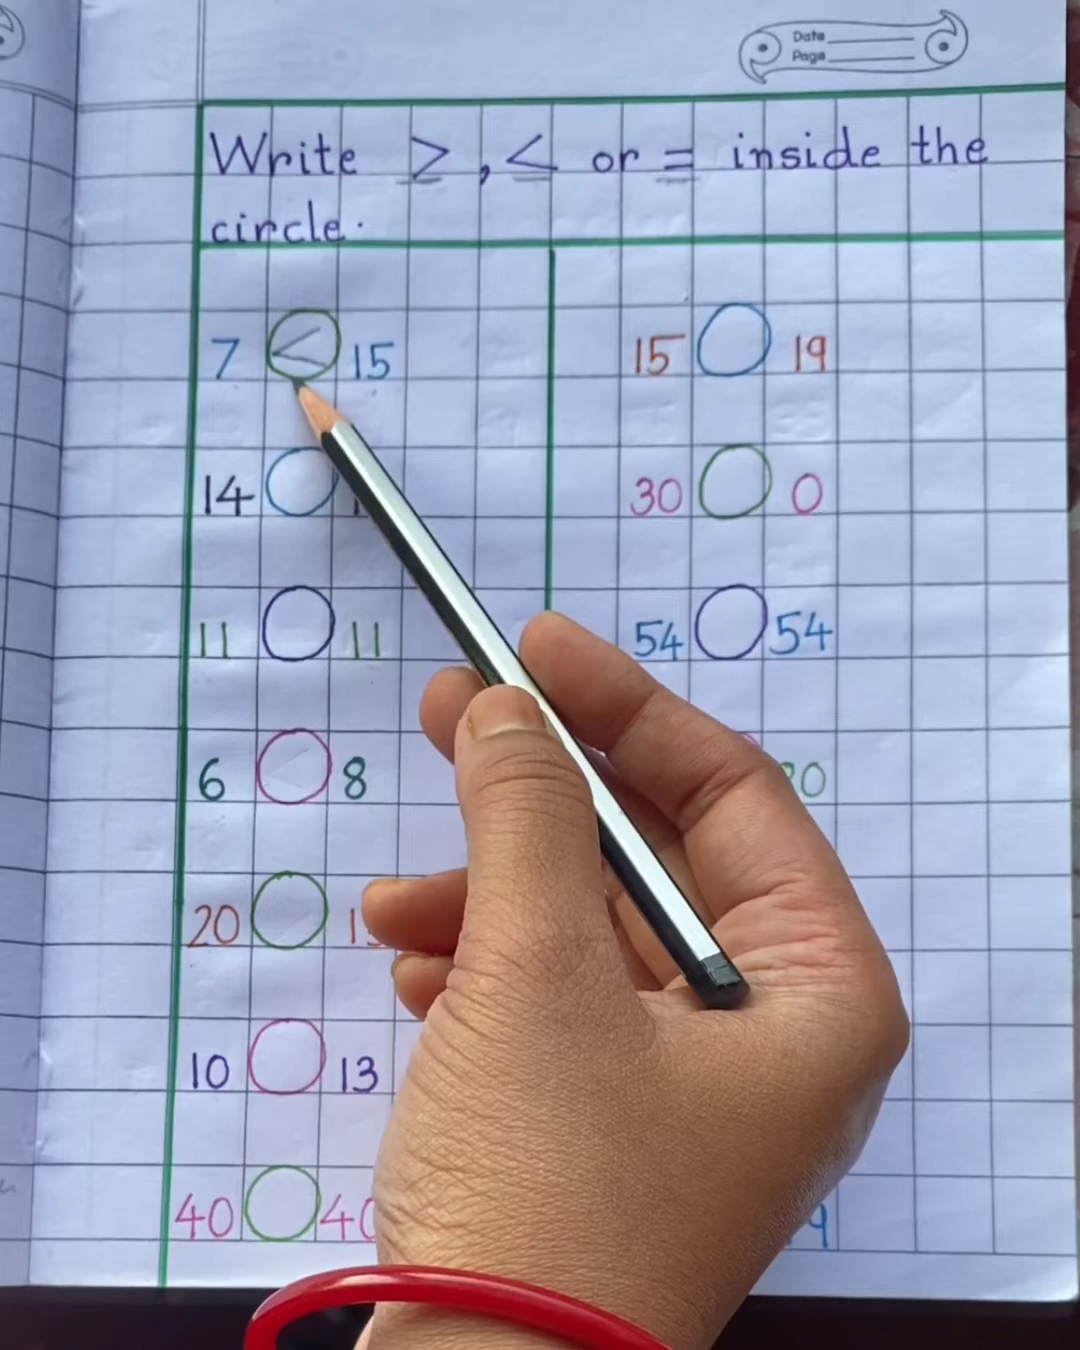 Date
Page
Write >, < or = inside the
circle.
7 < 15
15 19
14
30 0
11 11
54 54
6 8
20
10 13
40